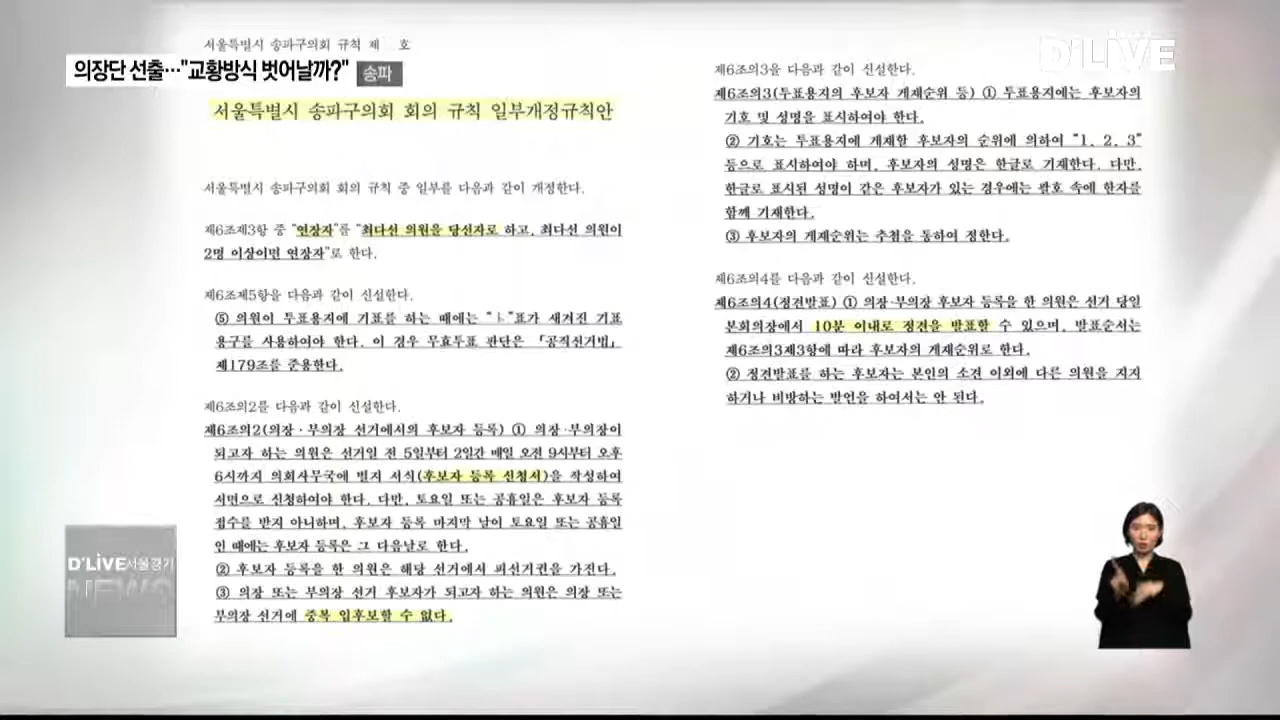 서울특별시 송파구의회 규칙 제 호
의장단 선출…"교황방식 벗어날까?" 송파
서울특별시 송파구의회 회의 규칙 일부개정규칙안
서울특별시 송파구의회 회의 규칙 중 일부를 다음과 같이 개정한다.
제6조제3항 중 "연장자"를 "최다선 의원을 당선자로 하고, 최다선 의원이
2명 이상이면 연장자"로 한다.
제6조제5항을 다음과 같이 신설한다.
⑤ 의원이 투표용지에 기표를 하는 때에는 "卜"표가 새겨진 기표
용구를 사용하여야 한다. 이 경우 무효투표 판단은 「공직선거법」
제179조를 준용한다.
제6조의2를 다음과 같이 신설한다.
제6조의2(의장·부의장 선거에서의 후보자 등록) ① 의장·부의장이
되고자 하는 의원은 선거일 전 5일부터 2일간 매일 오전 9시부터 오후
6시까지 의회사무국에 별지 서식(후보자 등록 신청서)을 작성하여
서면으로 신청하여야 한다. 다만, 토요일 또는 공휴일은 후보자 등록
접수를 받지 아니하며, 후보자 등록 마지막 날이 토요일 또는 공휴일
인 때에는 후보자 등록은 그 다음날로 한다.
② 후보자 등록을 한 의원은 해당 선거에서 피선거권을 가진다.
③ 의장 또는 부의장 선거 후보자가 되고자 하는 의원은 의장 또는
부의장 선거에 중복 입후보할 수 없다.
D'LIVE
제6조의3을 다음과 같이 신설한다.
제6조의3(투표용지의 후보자 게재순위 등) ① 투표용지에는 후보자의
기호 및 성명을 표시하여야 한다.
② 기호는 투표용지에 게재할 후보자의 순위에 의하여 "1, 2, 3"
등으로 표시하여야 하며, 후보자의 성명은 한글로 기재한다. 다만,
한글로 표시된 성명이 같은 후보자가 있는 경우에는 괄호 속에 한자를
함께 기재한다.
③ 후보자의 게재순위는 추첨을 통하여 정한다.
제6조의4를 다음과 같이 신설한다.
제6조의4(정견발표) ① 의장·부의장 후보자 등록을 한 의원은 선거 당일
본회의장에서 10분 이내로 정견을 발표할 수 있으며, 발표순서는
제6조의3제3항에 따라 후보자의 게재순위로 한다.
② 정견발표를 하는 후보자는 본인의 소견 이외에 다른 의원을 지지
하거나 비방하는 발언을 하여서는 안 된다.
D'LIVE서울경기
NEWS